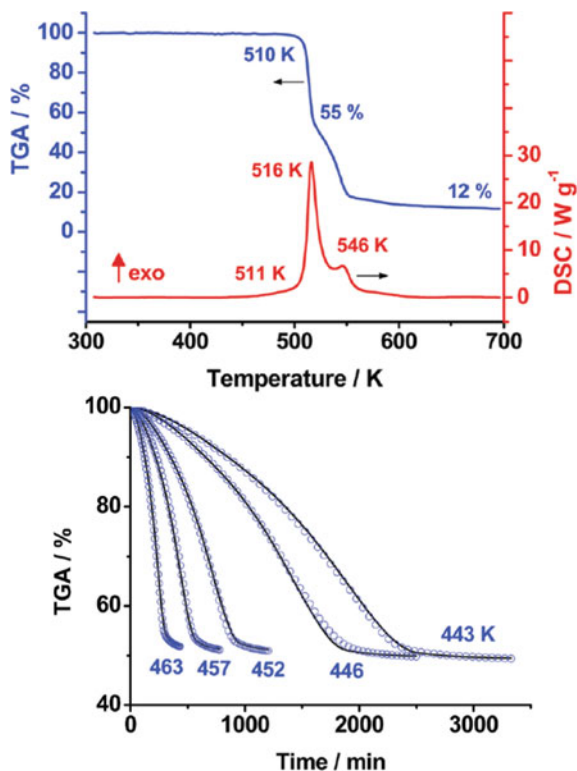 100
80
60
40
20
0
TGA / %
510 K
55 %
516 K
546 K
511 K
12 %
exo
30
20
10
0
DSC / W g-1
300 400 500 600 700
Temperature / K
100
80
60
40
TGA / %
463 457 452 446
443 K
0 1000 2000 3000
Time / min